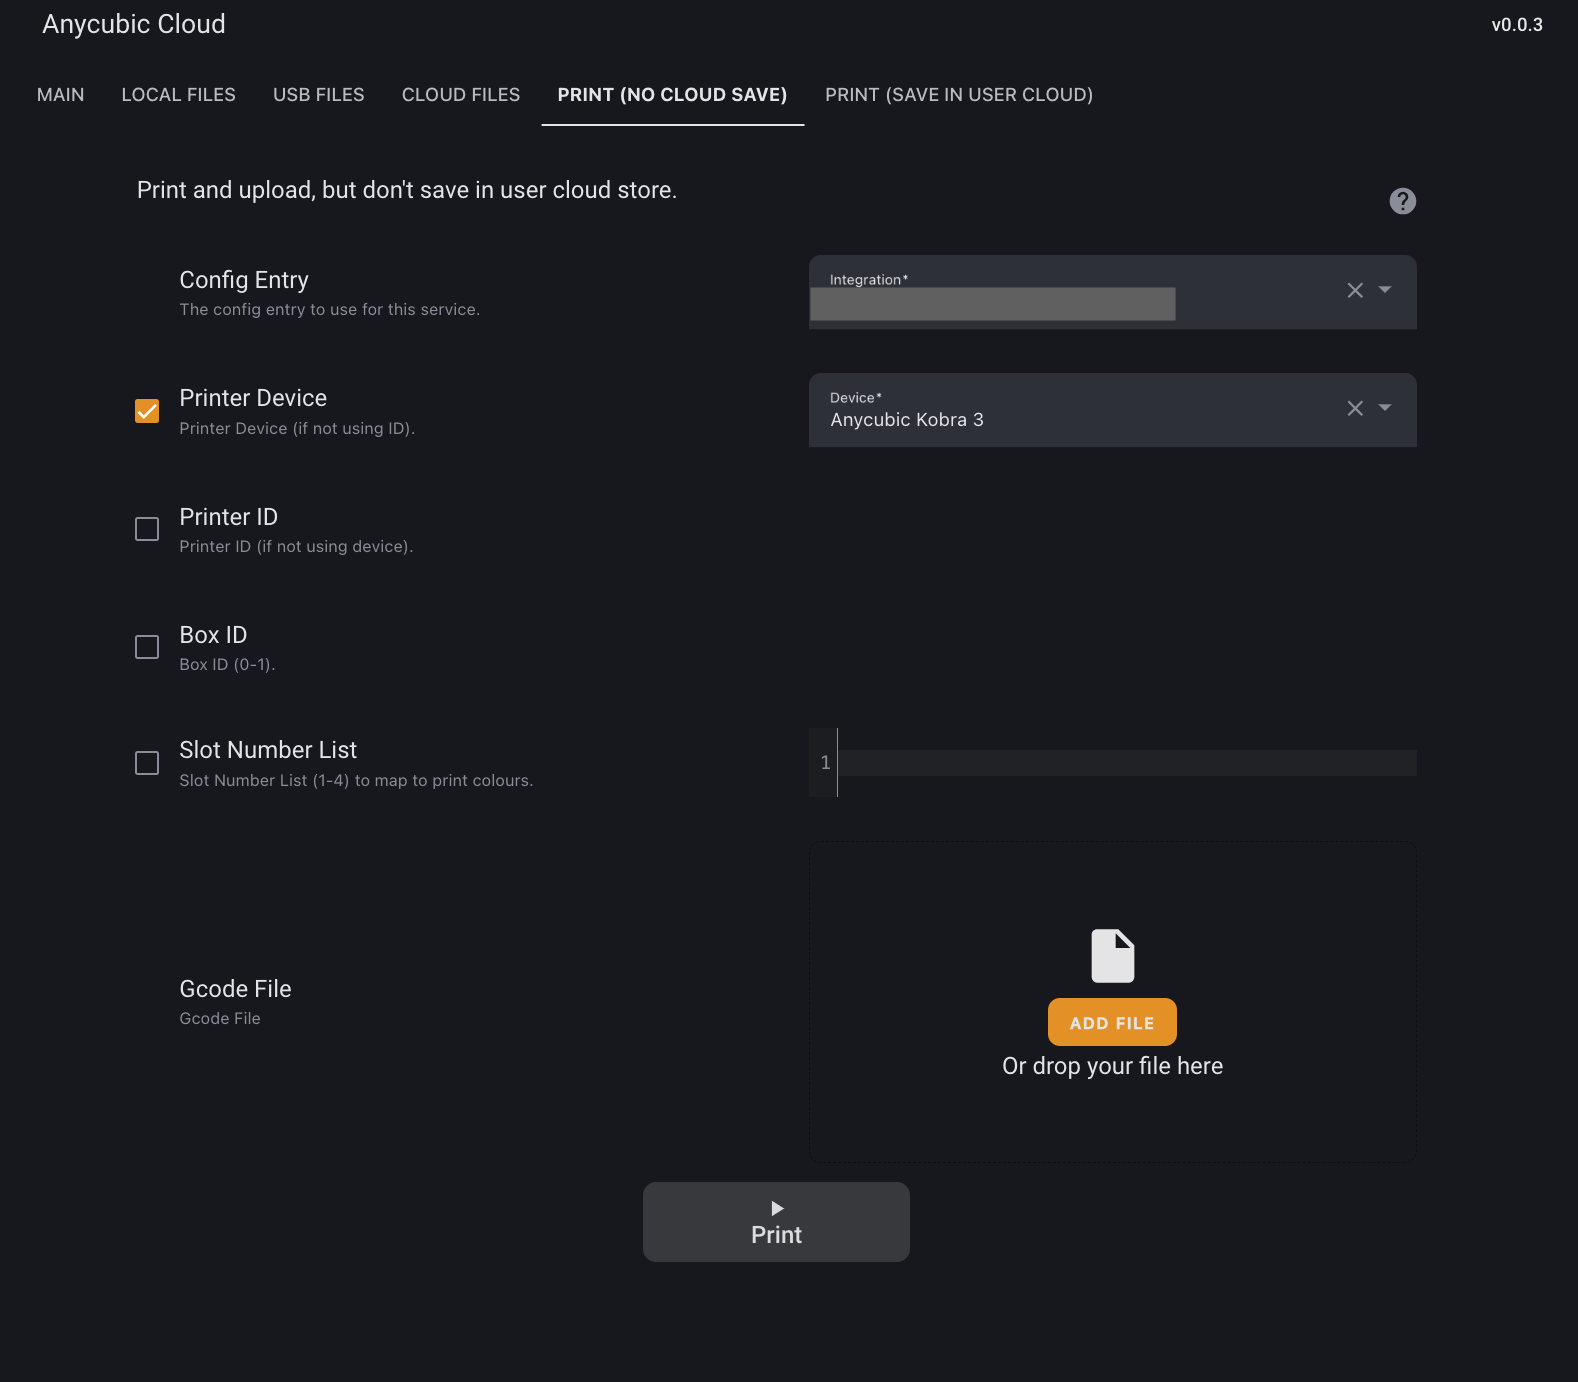 Anycubic Cloud
v0.0.3
MAIN
LOCAL FILES
USB FILES
CLOUD FILES
PRINT (NO CLOUD SAVE)
PRINT (SAVE IN USER CLOUD)
Print and upload, but don't save in user cloud store.
?
Config Entry
The config entry to use for this service.
Integration*
Printer Device
Printer Device (if not using ID).
Device*
Anycubic Kobra 3
Printer ID
Printer ID (if not using device).
Box ID
Box ID (0-1).
Slot Number List
Slot Number List (1-4) to map to print colours.
1
Gcode File
Gcode File
ADD FILE
Or drop your file here
Print